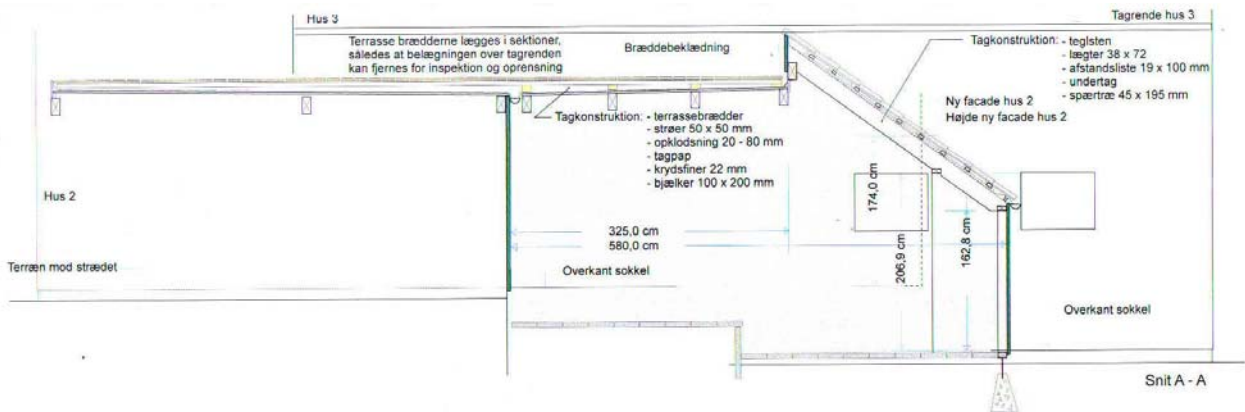 Hus 3
Tagrende hus 3
Terrasse brædderne lægges i sektioner,
således at belægningen over tagrenden
kan fjernes for inspektion og oprensning
Bræddebeklædning
Tagkonstruktion: - teglsten
- lægter 38 x 72
- afstandsliste 19 x 100 mm
- undertag
- spærtræ 45 x 195 mm
Ny facade hus 2
Højde ny facade hus 2
Tagkonstruktion: - terrassebrædder
- strøer 50 x 50 mm
- opklodsning 20 - 80 mm
- tagpap
- krydsfiner 22 mm
- bjælker 100 x 200 mm
Hus 2
174,0 cm
325,0 cm
580,0 cm
206,9 cm
162,8 cm
Terræn mod strædet
Overkant sokkel
Overkant sokkel
Snit A - A